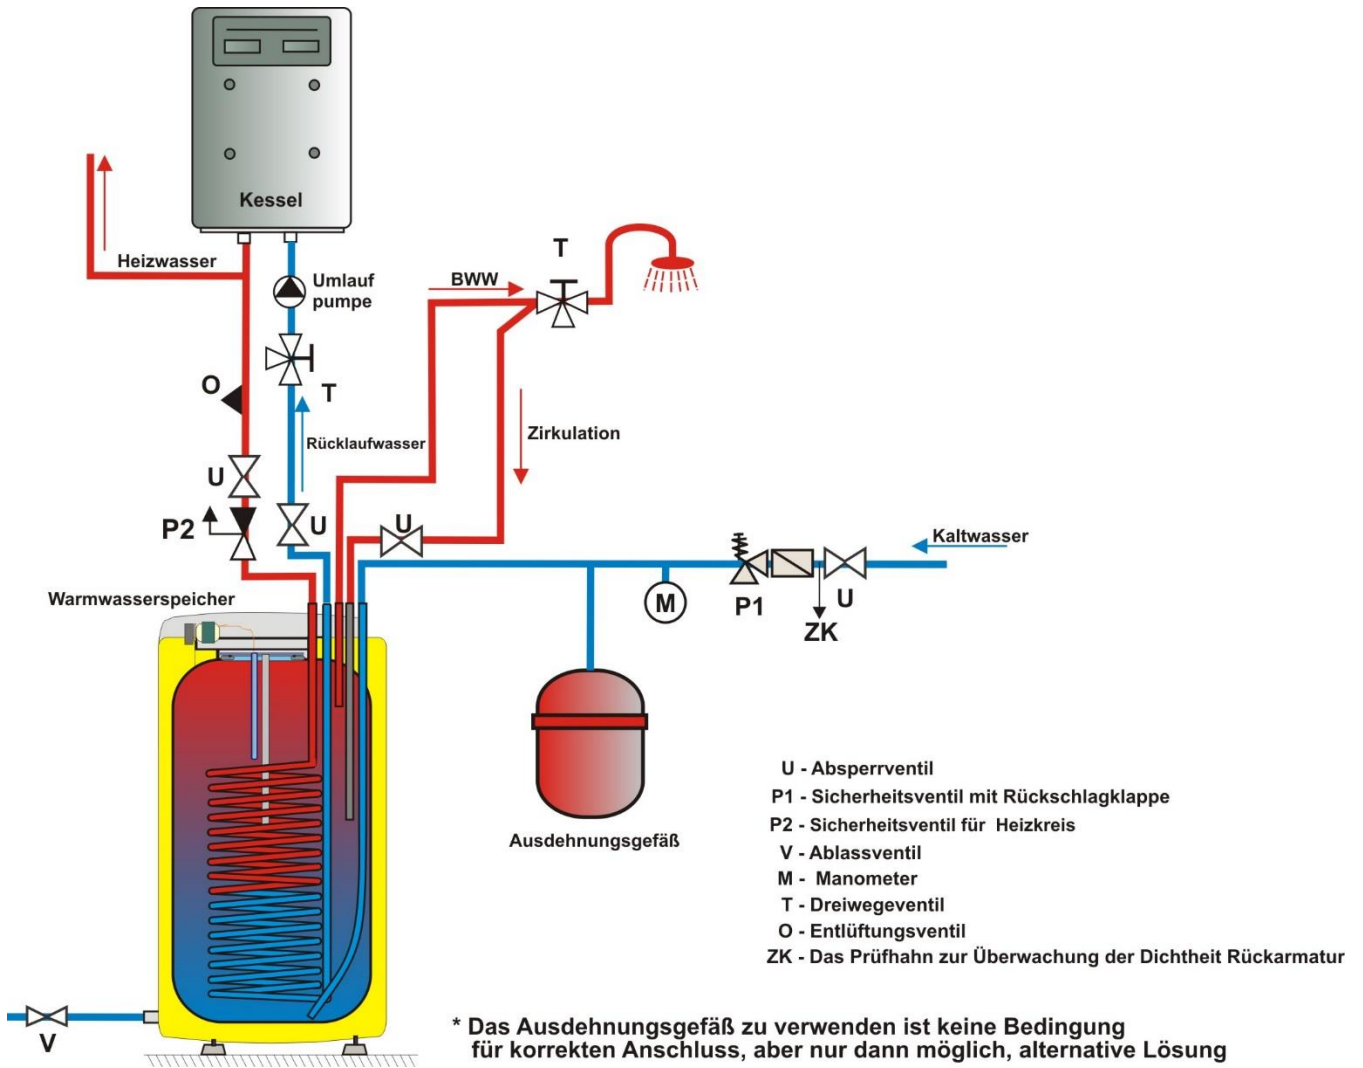 Kessel
Heizwasser
Umlauf
pumpe
T
BWW
O
T
Rücklaufwasser
Zirkulation
U
P2
U
U
Kaltwasser
Warmwasserspeicher
M
P1
U
ZK
Ausdehnungsgefäß
U - Absperrventil
P1 - Sicherheitsventil mit Rückschlagklappe
P2 - Sicherheitsventil für Heizkreis
V - Ablassventil
M - Manometer
T - Dreiwegeventil
O - Entlüftungsventil
ZK - Das Prüfhahn zur Überwachung der Dichtheit Rückarmatur
V
* Das Ausdehnungsgefäß zu verwenden ist keine Bedingung
für korrekten Anschluss, aber nur dann möglich, alternative Lösung